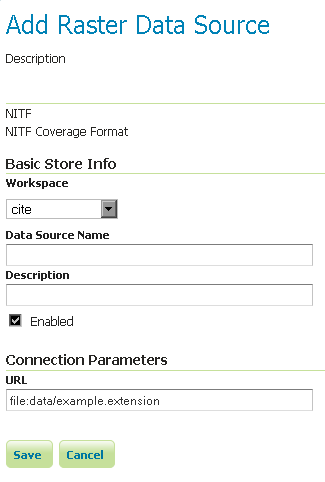 Add Raster Data Source
Description
NITF
NITF Coverage Format
Basic Store Info
Workspace
cite
Data Source Name
Description
Enabled
Connection Parameters
URL
file:data/example.extension
Save Cancel